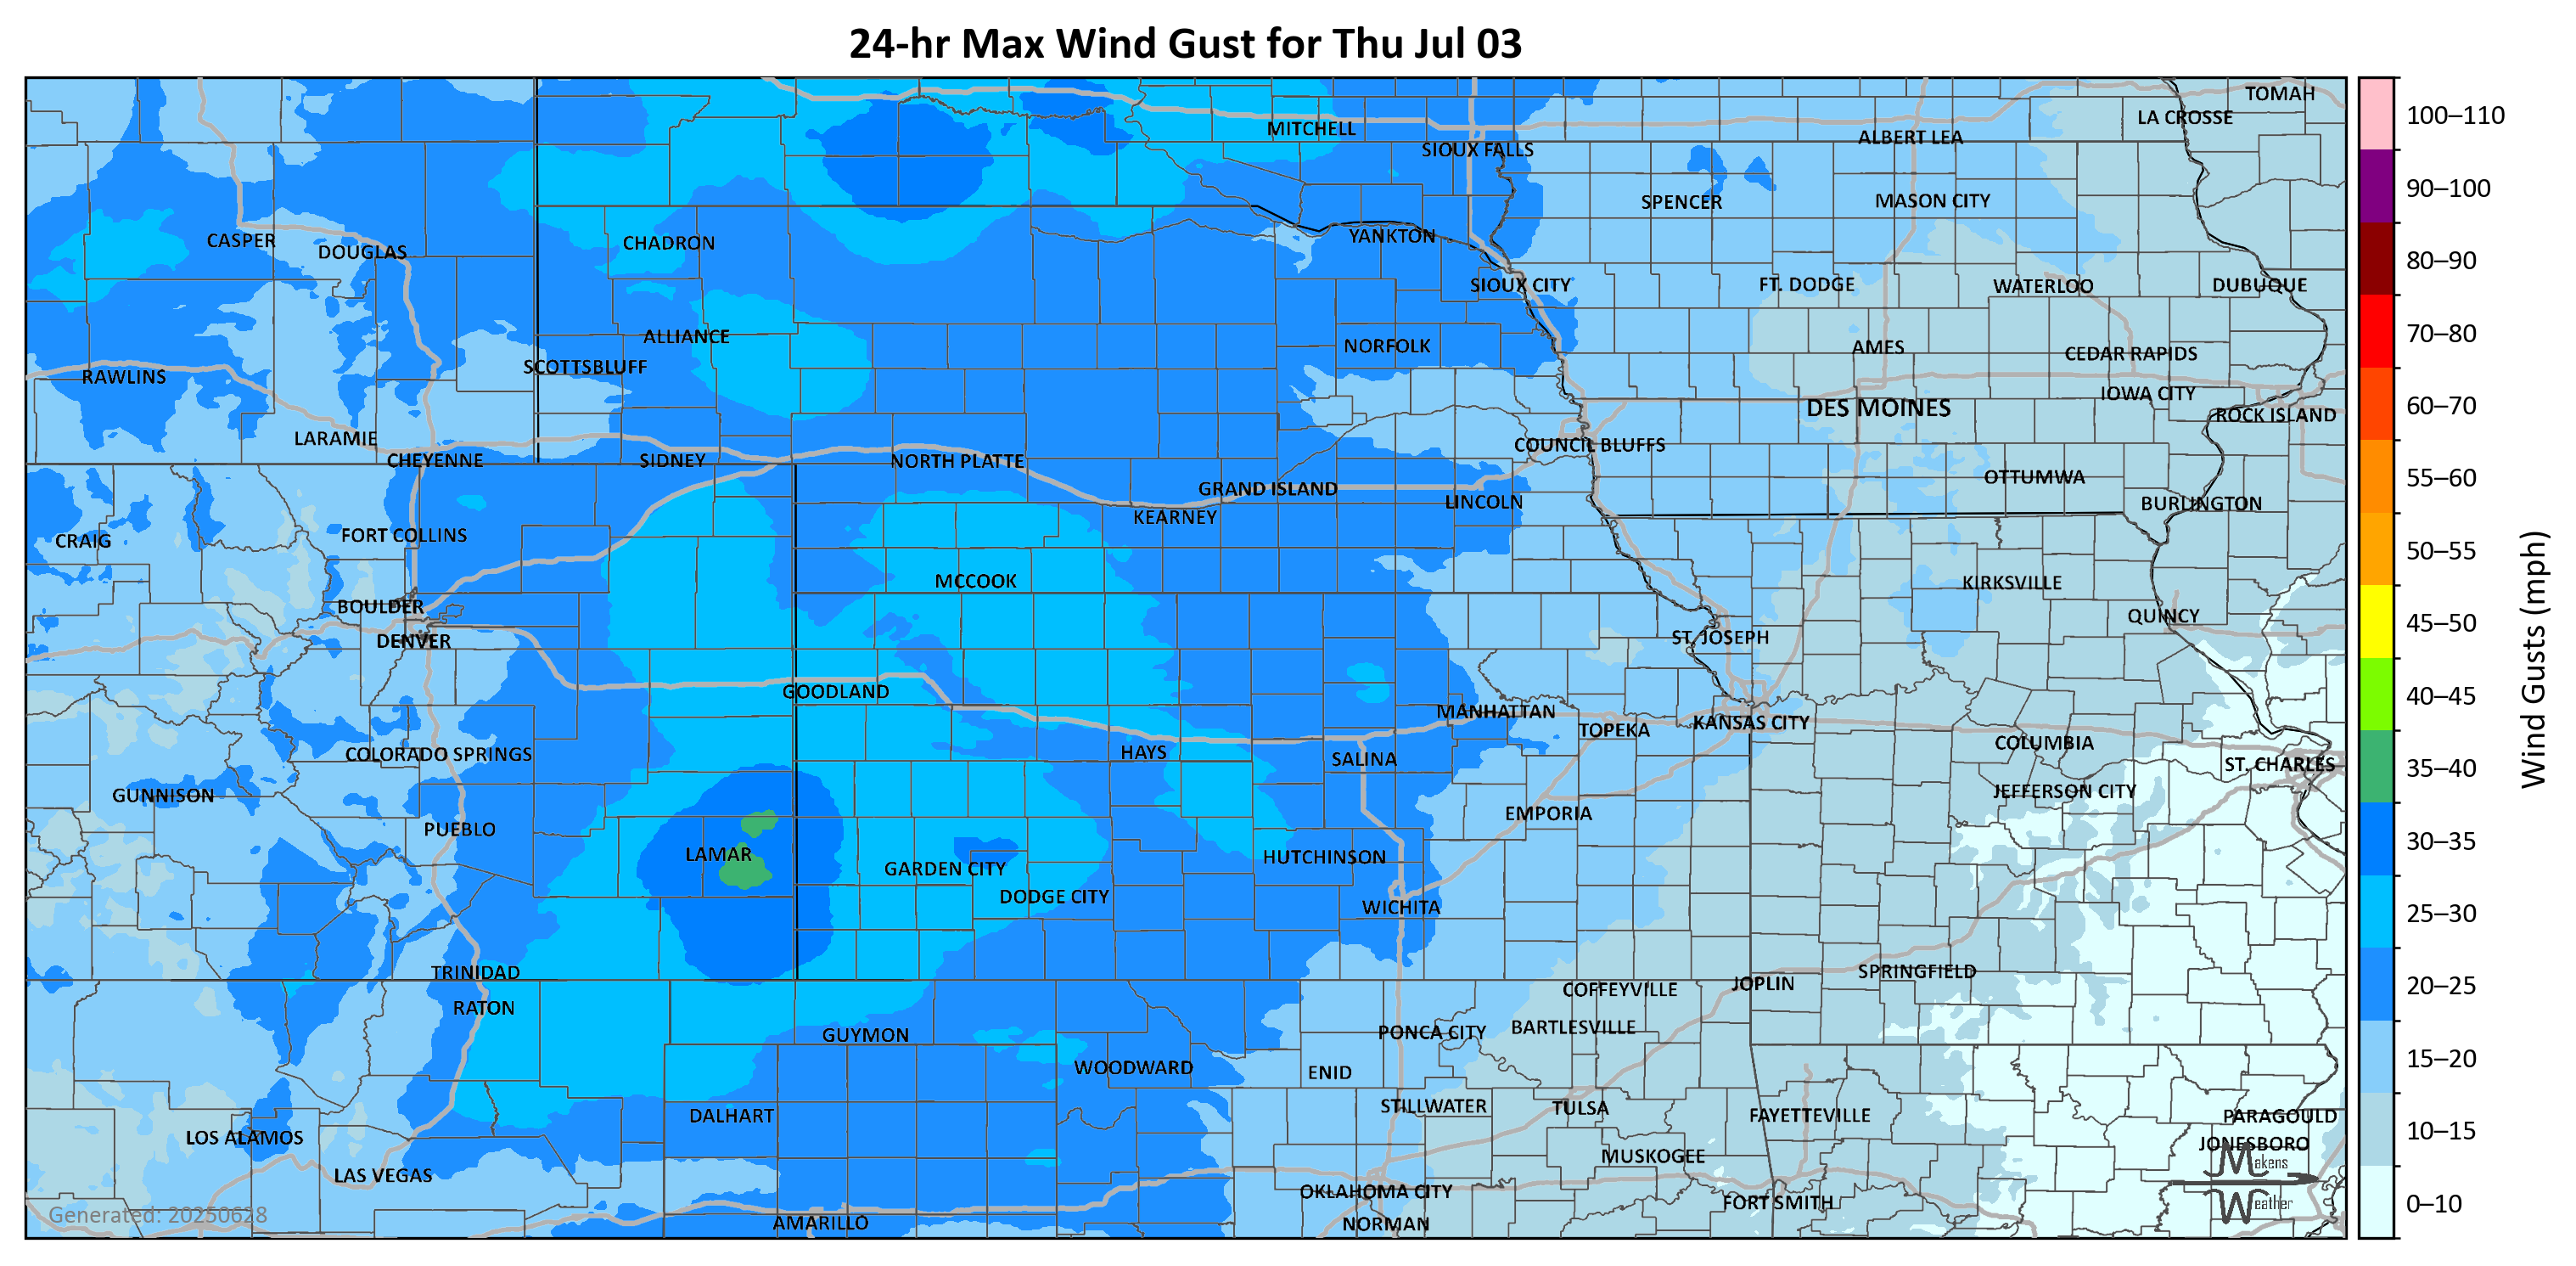 24-hr Max Wind Gust for Thu Jul 03
TOMAH
LA CROSSE
MITCHELL
ALBERT LEA
SIOUX FALLS
SPENCER
MASON CITY
CASPER
DOUGLAS
CHADRON
YANKTON
SIOUX CITY
FT. DODGE
WATERLOO
DUBUQUE
ALLIANCE
NORFOLK
AMES
CEDAR RAPIDS
SCOTTSBLUFF
RAWLINS
IOWA CITY
DES MOINES
ROCK ISLAND
LARAMIE
COUNCIL BLUFFS
CHEYENNE
SIDNEY
NORTH PLATTE
OTTUMWA
GRAND ISLAND
LINCOLN
BURLINGTON
KEARNEY
FORT COLLINS
CRAIG
MCCOOK
KIRKSVILLE
BOULDER
QUINCY
DENVER
ST. JOSEPH
GOODLAND
MANHATTAN
TOPEKA
KANSAS CITY
COLUMBIA
COLORADO SPRINGS
HAYS
SALINA
ST. CHARLES
GUNNISON
JEFFERSON CITY
EMPORIA
PUEBLO
LAMAR
HUTCHINSON
GARDEN CITY
DODGE CITY
WICHITA
TRINIDAD
SPRINGFIELD
JOPLIN
COFFEYVILLE
RATON
BARTLESVILLE
PONCA CITY
GUYMON
WOODWARD
ENID
STILLWATER
TULSA
DALHART
FAYETTEVILLE
PARAGOULD
LOS ALAMOS
JONESBORO
MUSKOGEE
LAS VEGAS
OKLAHOMA CITY
FORT SMITH
AMARILLO
NORMAN
Generated: 20250628
Makens
Weather
100–110
90–100
80–90
70–80
60–70
55–60
50–55
45–50
40–45
35–40
30–35
25–30
20–25
15–20
10–15
0–10
Wind Gusts (mph)